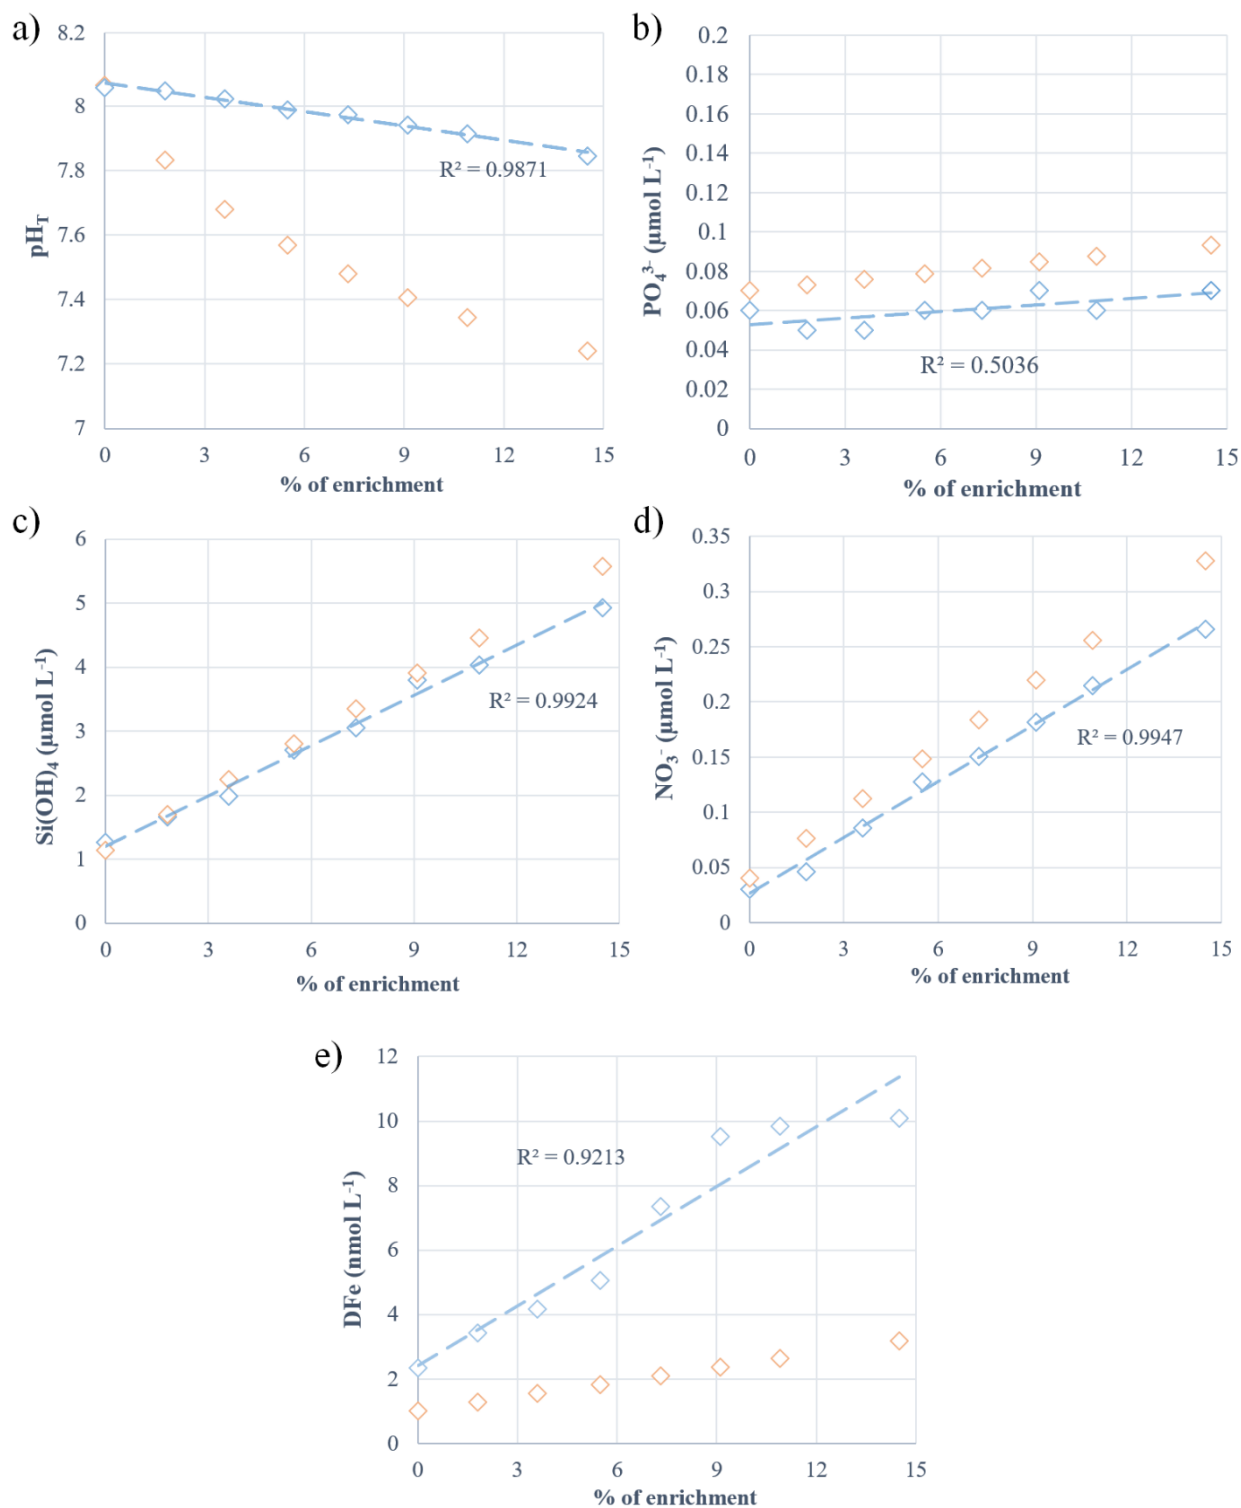 a)
8.2
8
7.8
7.6
7.4
7.2
7
pH_T
R² = 0.9871
0 3 6 9 12 15
% of enrichment
b)
0.2
0.18
0.16
0.14
0.12
0.1
0.08
0.06
0.04
0.02
0
PO₄³⁻ (µmol L⁻¹)
R² = 0.5036
0 3 6 9 12 15
% of enrichment
c)
6
5
4
3
2
1
0
Si(OH)₄ (µmol L⁻¹)
R² = 0.9924
0 3 6 9 12 15
% of enrichment
d)
0.35
0.3
0.25
0.2
0.15
0.1
0.05
0
NO₃⁻ (µmol L⁻¹)
R² = 0.9947
0 3 6 9 12 15
% of enrichment
e)
12
10
8
6
4
2
0
DFe (nmol L⁻¹)
R² = 0.9213
0 3 6 9 12 15
% of enrichment